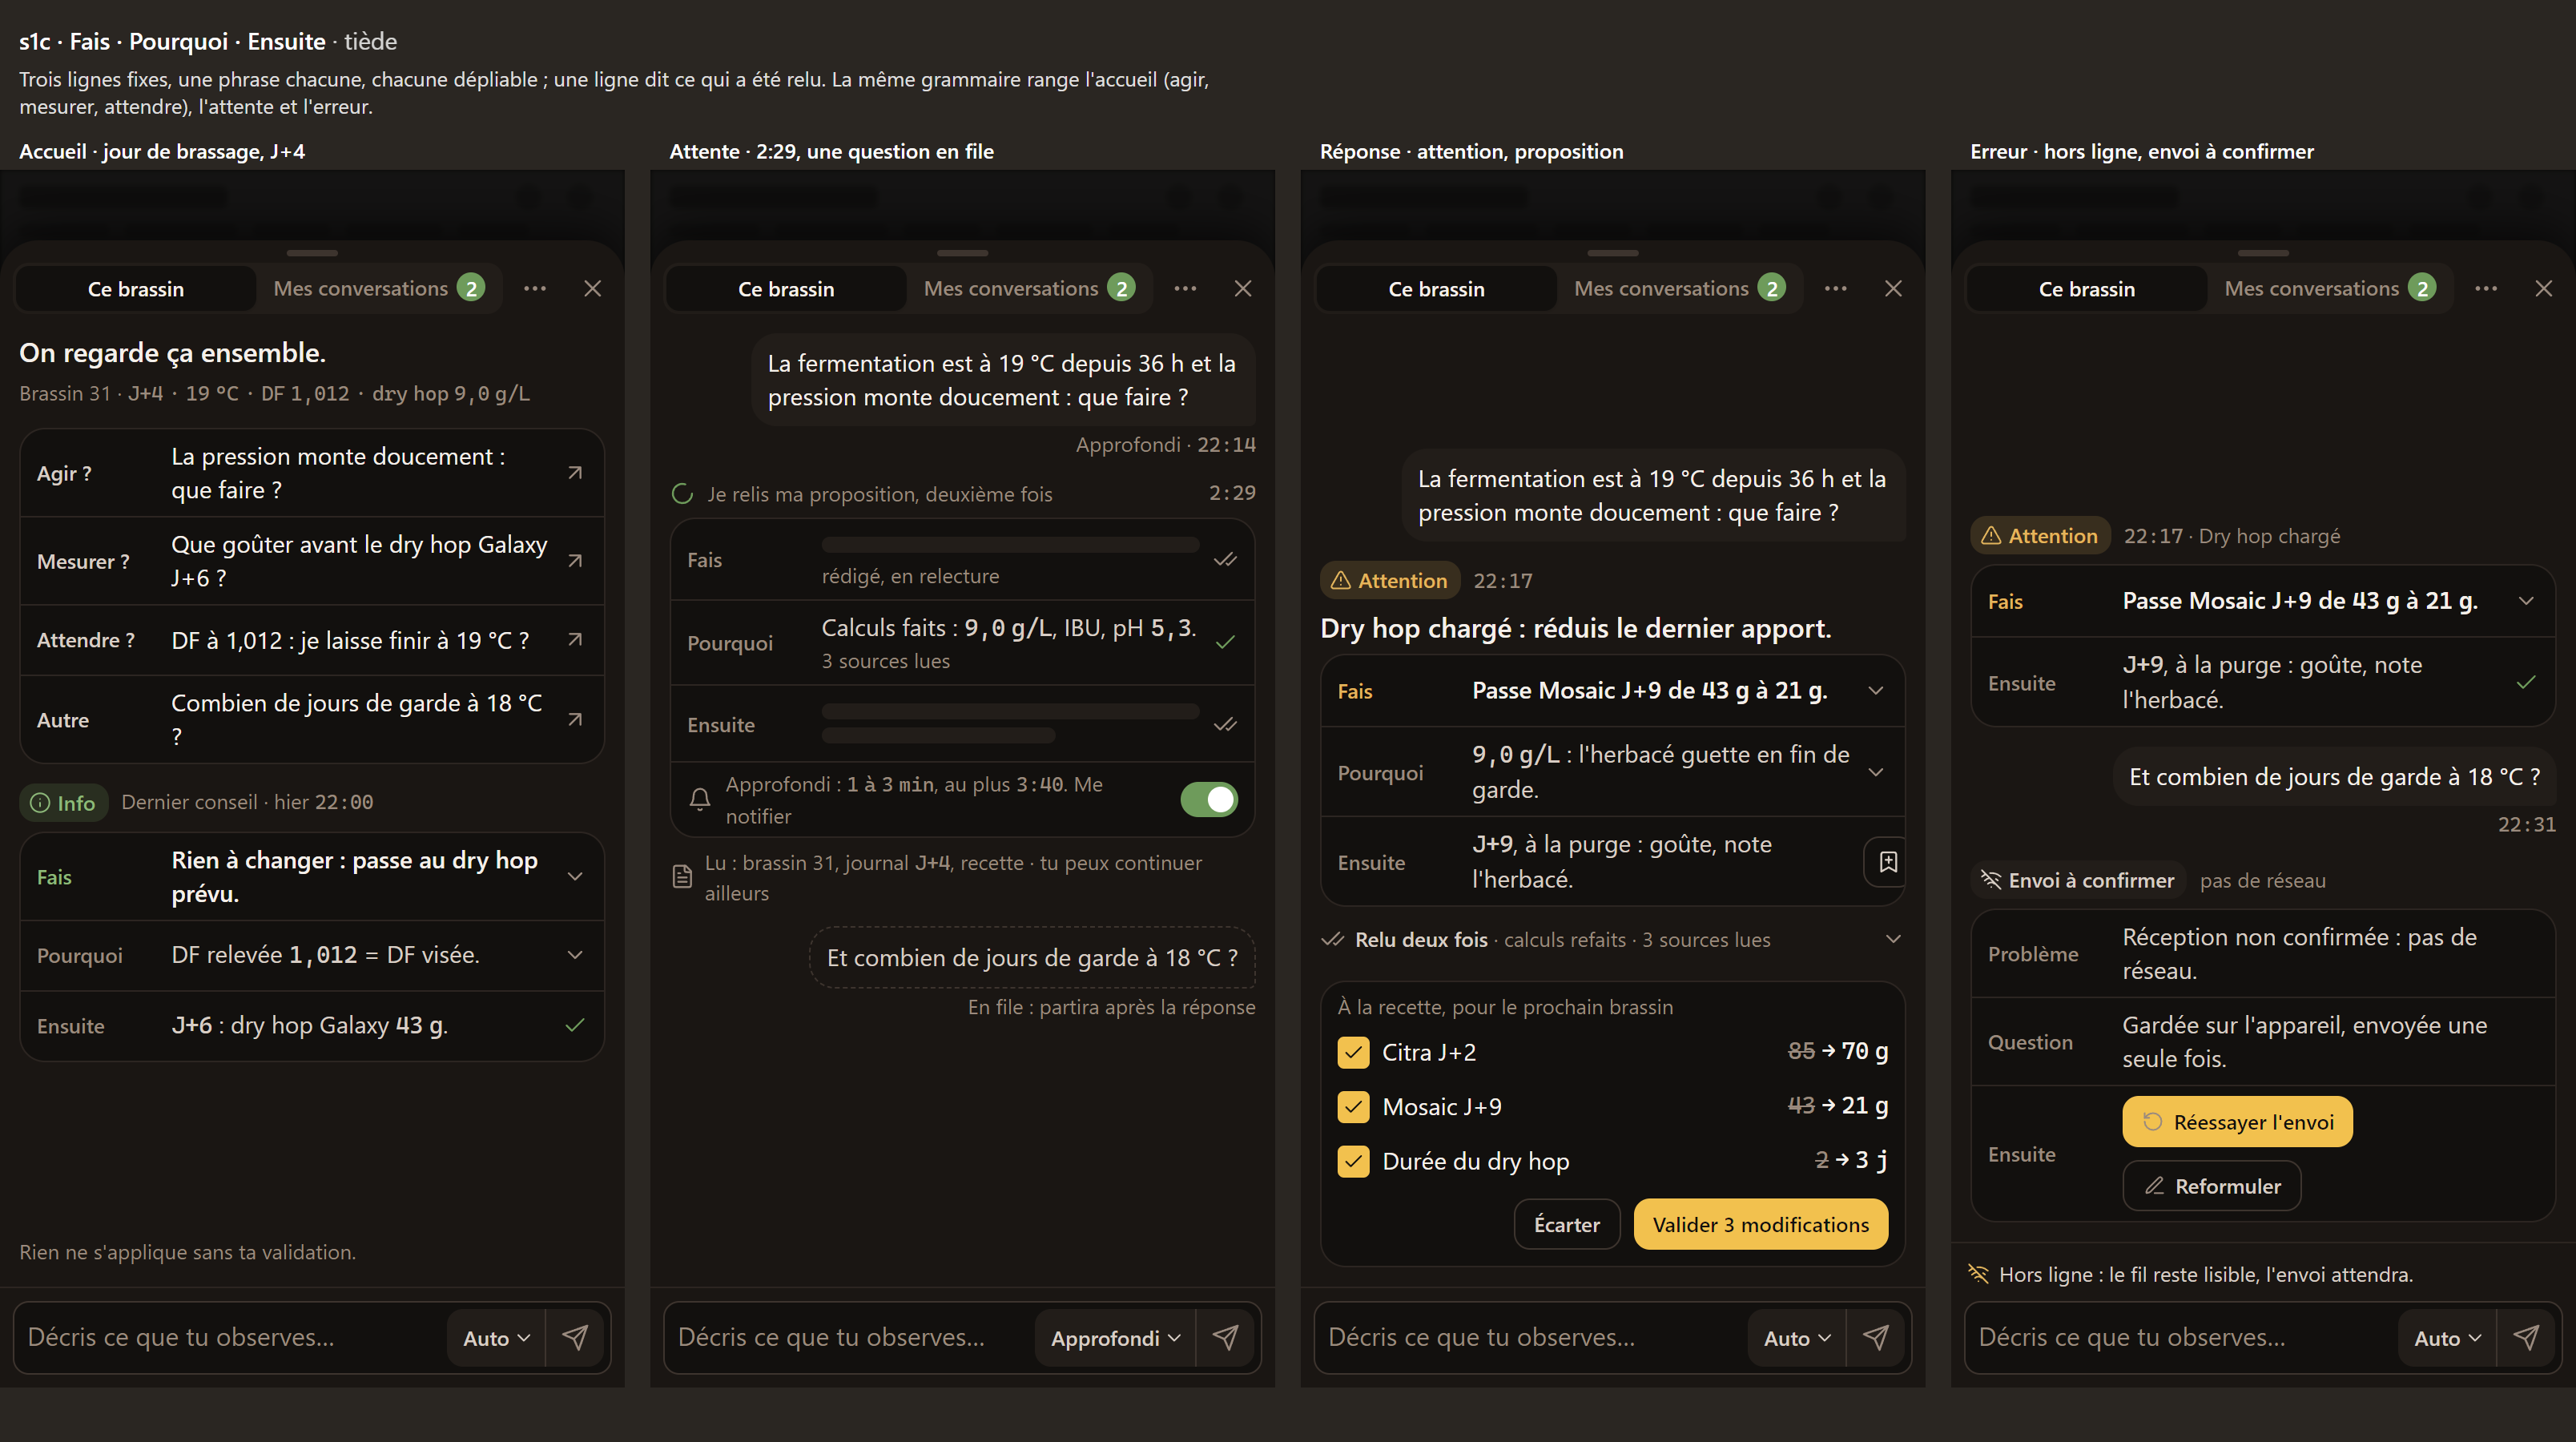 s1c · Fais · Pourquoi · Ensuite · tiède
Trois lignes fixes, une phrase chacune, chacune dépliable ; une ligne dit ce qui a été relu. La même grammaire range l'accueil (agir,
mesurer, attendre), l'attente et l'erreur.
Accueil · jour de brassage, J+4
Ce brassin
Mes conversations 2
On regarde ça ensemble.
Brassin 31 · J+4 · 19 °C · DF 1,012 · dry hop 9,0 g/L
Agir ?
La pression monte doucement :
que faire ?
Mesurer ?
Que goûter avant le dry hop Galaxy
J+6 ?
Attendre ?
DF à 1,012 : je laisse finir à 19 °C ?
Autre
Combien de jours de garde à 18 °C
?
Info
Dernier conseil · hier 22:00
Fais
Rien à changer : passe au dry hop
prévu.
Pourquoi
DF relevée 1,012 = DF visée.
Ensuite
J+6 : dry hop Galaxy 43 g.
Rien ne s'applique sans ta validation.
Décris ce que tu observes...
Auto
Attente · 2:29, une question en file
Ce brassin
Mes conversations 2
La fermentation est à 19 °C depuis 36 h et la
pression monte doucement : que faire ?
Approfondi · 22:14
Je relis ma proposition, deuxième fois
2:29
Fais
rédigé, en relecture
Pourquoi
Calculs faits : 9,0 g/L, IBU, pH 5,3.
3 sources lues
Ensuite
Approfondi : 1 à 3 min, au plus 3:40. Me
notifier
Lu : brassin 31, journal J+4, recette · tu peux continuer
ailleurs
Et combien de jours de garde à 18 °C ?
En file : partira après la réponse
Décris ce que tu observes...
Approfondi
Réponse · attention, proposition
Ce brassin
Mes conversations 2
La fermentation est à 19 °C depuis 36 h et la
pression monte doucement : que faire ?
Attention
22:17
Dry hop chargé : réduis le dernier apport.
Fais
Passe Mosaic J+9 de 43 g à 21 g.
Pourquoi
9,0 g/L : l'herbacé guette en fin de
garde.
Ensuite
J+9, à la purge : goûte, note
l'herbacé.
Relu deux fois · calculs refaits · 3 sources lues
À la recette, pour le prochain brassin
Citra J+2
85 → 70 g
Mosaic J+9
43 → 21 g
Durée du dry hop
2 → 3 j
Écarter
Valider 3 modifications
Décris ce que tu observes...
Auto
Erreur · hors ligne, envoi à confirmer
Ce brassin
Mes conversations 2
Attention
22:17 · Dry hop chargé
Fais
Passe Mosaic J+9 de 43 g à 21 g.
Ensuite
J+9, à la purge : goûte, note
l'herbacé.
Et combien de jours de garde à 18 °C ?
22:31
Envoi à confirmer
pas de réseau
Problème
Réception non confirmée : pas de
réseau.
Question
Gardée sur l'appareil, envoyée une
seule fois.
Ensuite
Réessayer l'envoi
Reformuler
Hors ligne : le fil reste lisible, l'envoi attendra.
Décris ce que tu observes...
Auto